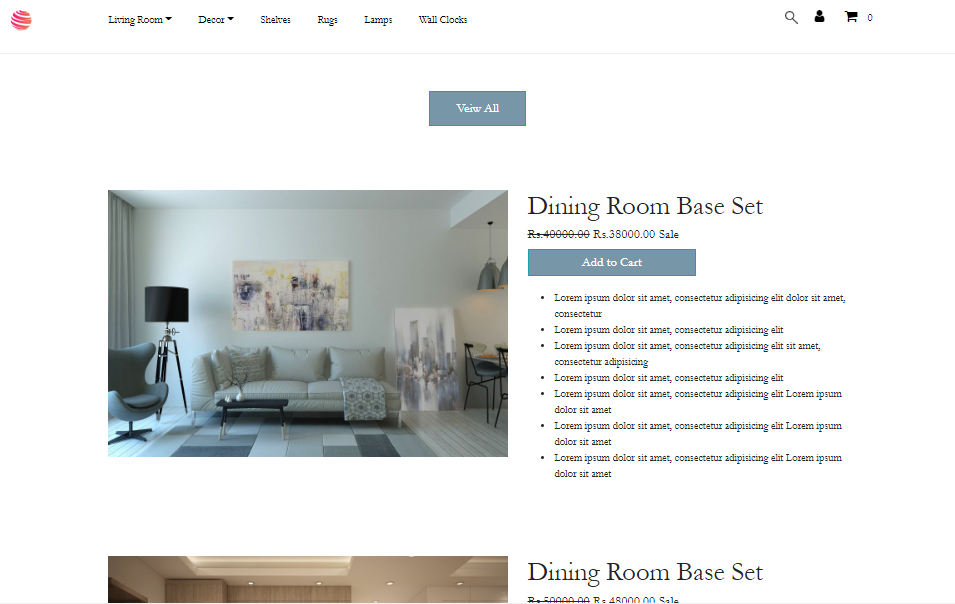 Living Room Decor Shelves Rugs Lamps Wall Clocks 0
Veiw All
Dining Room Base Set
Rs.40000.00 Rs.38000.00 Sale
Add to Cart
Lorem ipsum dolor sit amet, consectetur adipisicing elit dolor sit amet,
consectetur
Lorem ipsum dolor sit amet, consectetur adipisicing elit
Lorem ipsum dolor sit amet, consectetur adipisicing elit sit amet,
consectetur adipisicing
Lorem ipsum dolor sit amet, consectetur adipisicing elit
Lorem ipsum dolor sit amet, consectetur adipisicing elit Lorem ipsum
dolor sit amet
Lorem ipsum dolor sit amet, consectetur adipisicing elit Lorem ipsum
dolor sit amet
Lorem ipsum dolor sit amet, consectetur adipisicing elit Lorem ipsum
dolor sit amet
Dining Room Base Set
Rs.50000.00 Rs.48000.00 Sale